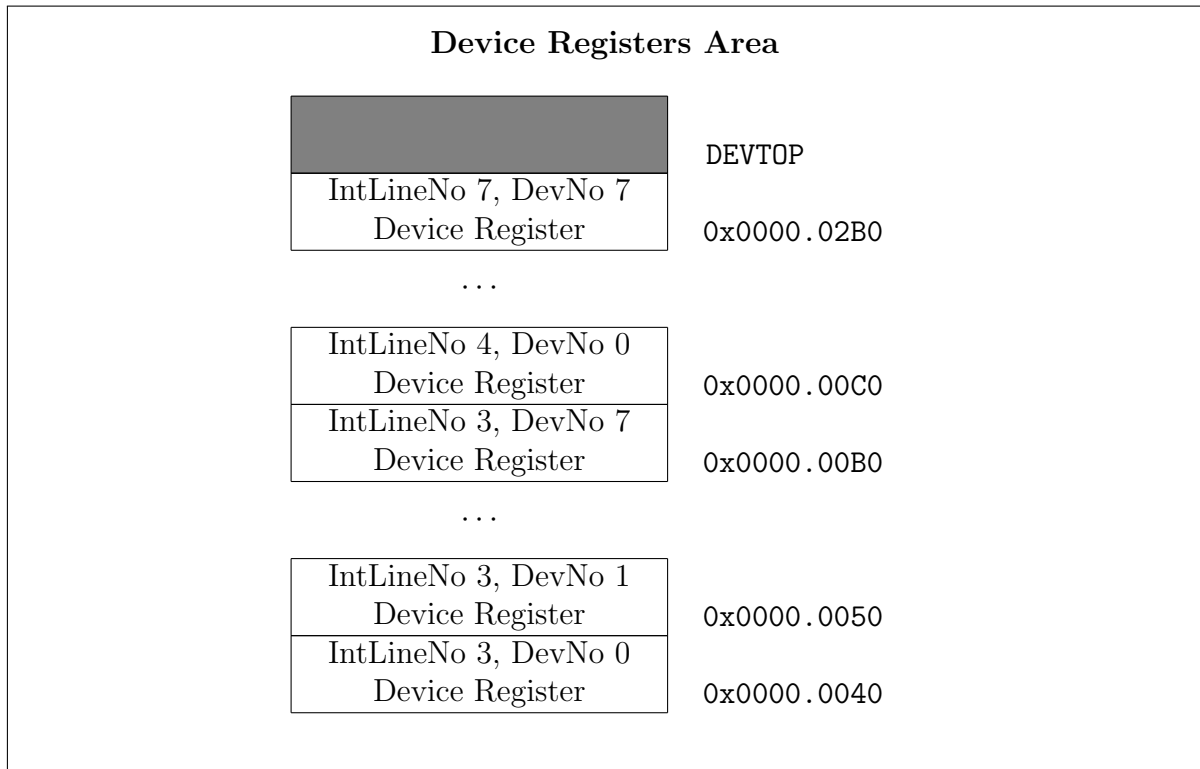 Device Registers Area
DEVTOP
IntLineNo 7, DevNo 7
Device Register 0x0000.02B0
...
IntLineNo 4, DevNo 0
Device Register 0x0000.00C0
IntLineNo 3, DevNo 7
Device Register 0x0000.00B0
...
IntLineNo 3, DevNo 1
Device Register 0x0000.0050
IntLineNo 3, DevNo 0
Device Register 0x0000.0040